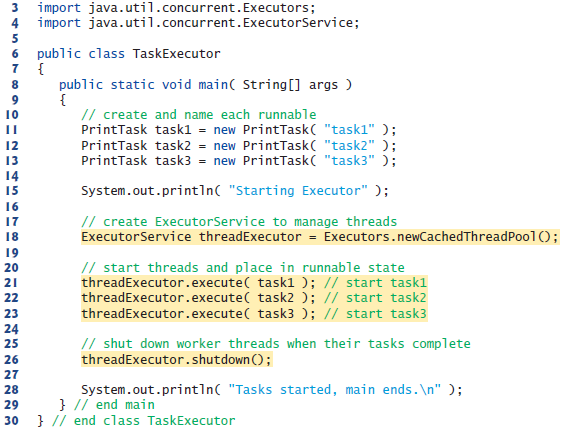 3 import java.util.concurrent.Executors;
4 import java.util.concurrent.ExecutorService;
5
6 public class TaskExecutor
7 {
8 public static void main( String[] args )
9 {
10 // create and name each runnable
11 PrintTask task1 = new PrintTask( "task1" );
12 PrintTask task2 = new PrintTask( "task2" );
13 PrintTask task3 = new PrintTask( "task3" );
14
15 System.out.println( "Starting Executor" );
16
17 // create ExecutorService to manage threads
18 ExecutorService threadExecutor = Executors.newCachedThreadPool();
19
20 // start threads and place in runnable state
21 threadExecutor.execute( task1 ); // start task1
22 threadExecutor.execute( task2 ); // start task2
23 threadExecutor.execute( task3 ); // start task3
24
25 // shut down worker threads when their tasks complete
26 threadExecutor.shutdown();
27
28 System.out.println( "Tasks started, main ends.\n" );
29 } // end main
30 } // end class TaskExecutor